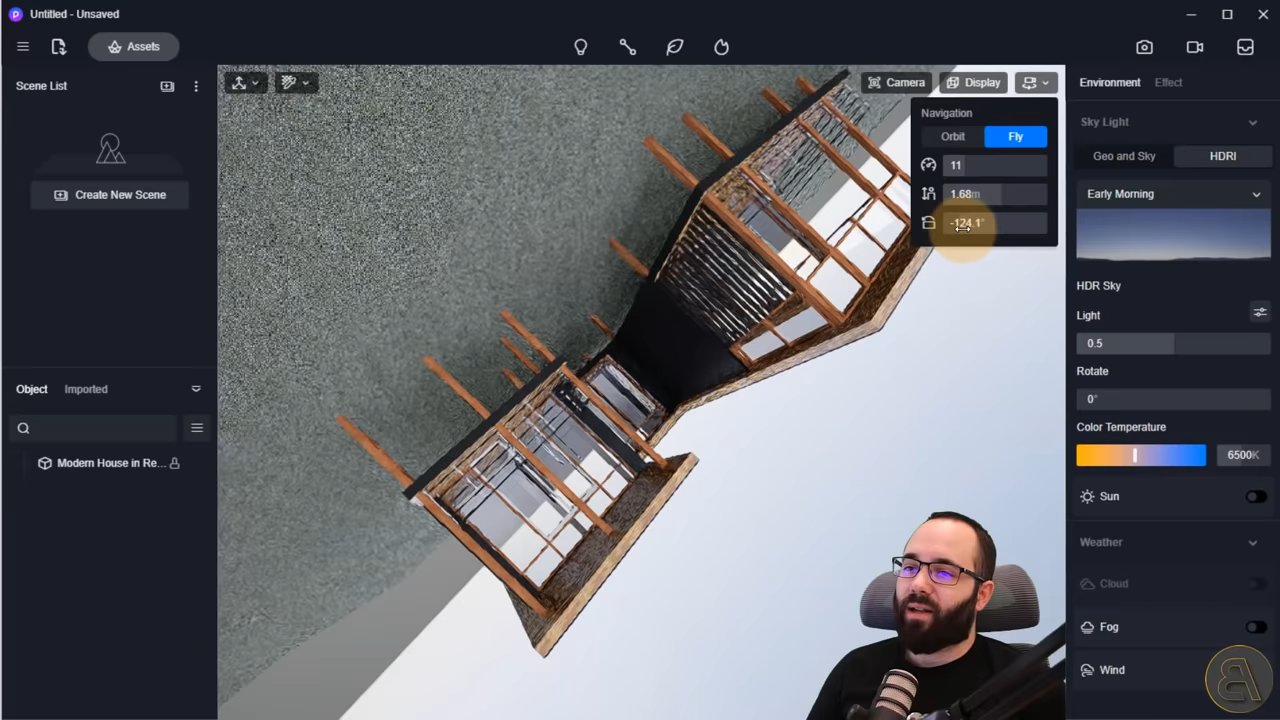 Untitled - Unsaved
Assets
Scene List
Create New Scene
Object Imported
Modern House in Re...
Camera Display
Navigation
Orbit Fly
11
1.68m
-124.1°
Environment Effect
Sky Light
Geo and Sky HDRI
Early Morning
HDR Sky
Light
0.5
Rotate
0°
Color Temperature
6500K
Sun
Weather
Cloud
Fog
Wind